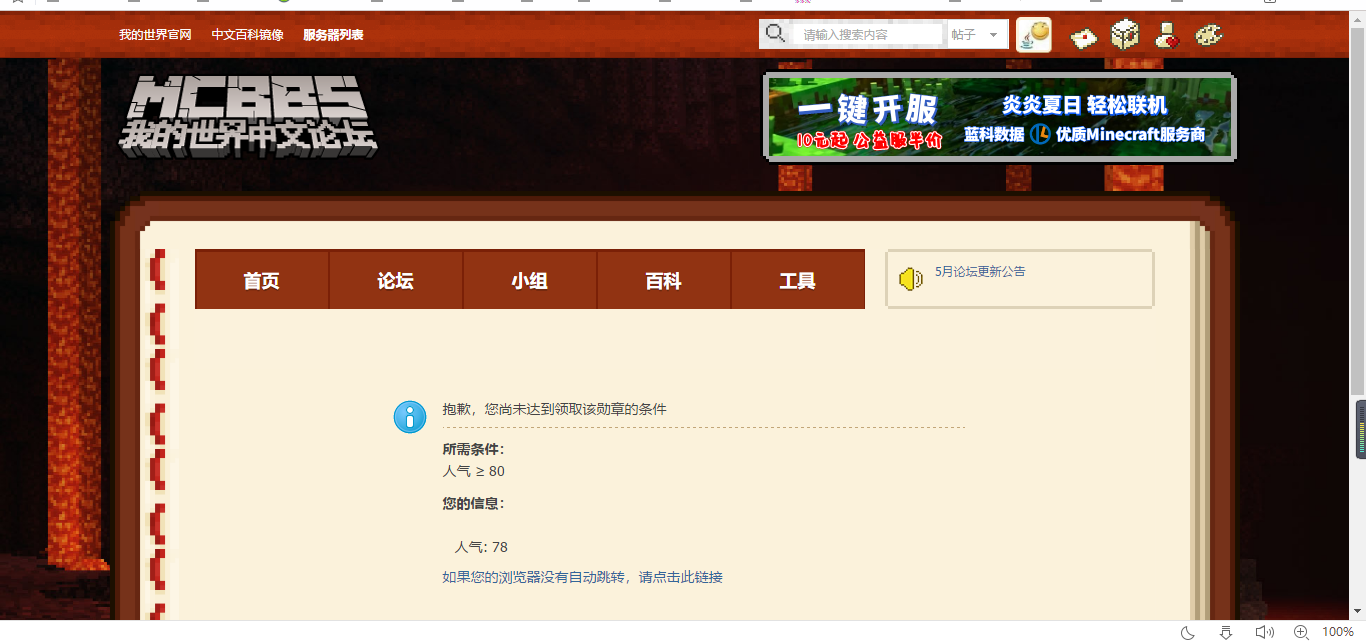 我的世界官网 中文百科镜像 服务器列表
请输入搜索内容 帖子
MCBBS
我的世界中文论坛
一键开服
10元起 公益服半价
炎炎夏日 轻松联机
蓝科数据 优质Minecraft服务商
首页 论坛 小组 百科 工具
5月论坛更新公告
抱歉，您尚未达到领取该勋章的条件
所需条件：
人气 ≥ 80
您的信息：
人气: 78
如果您的浏览器没有自动跳转，请点击此链接
100%